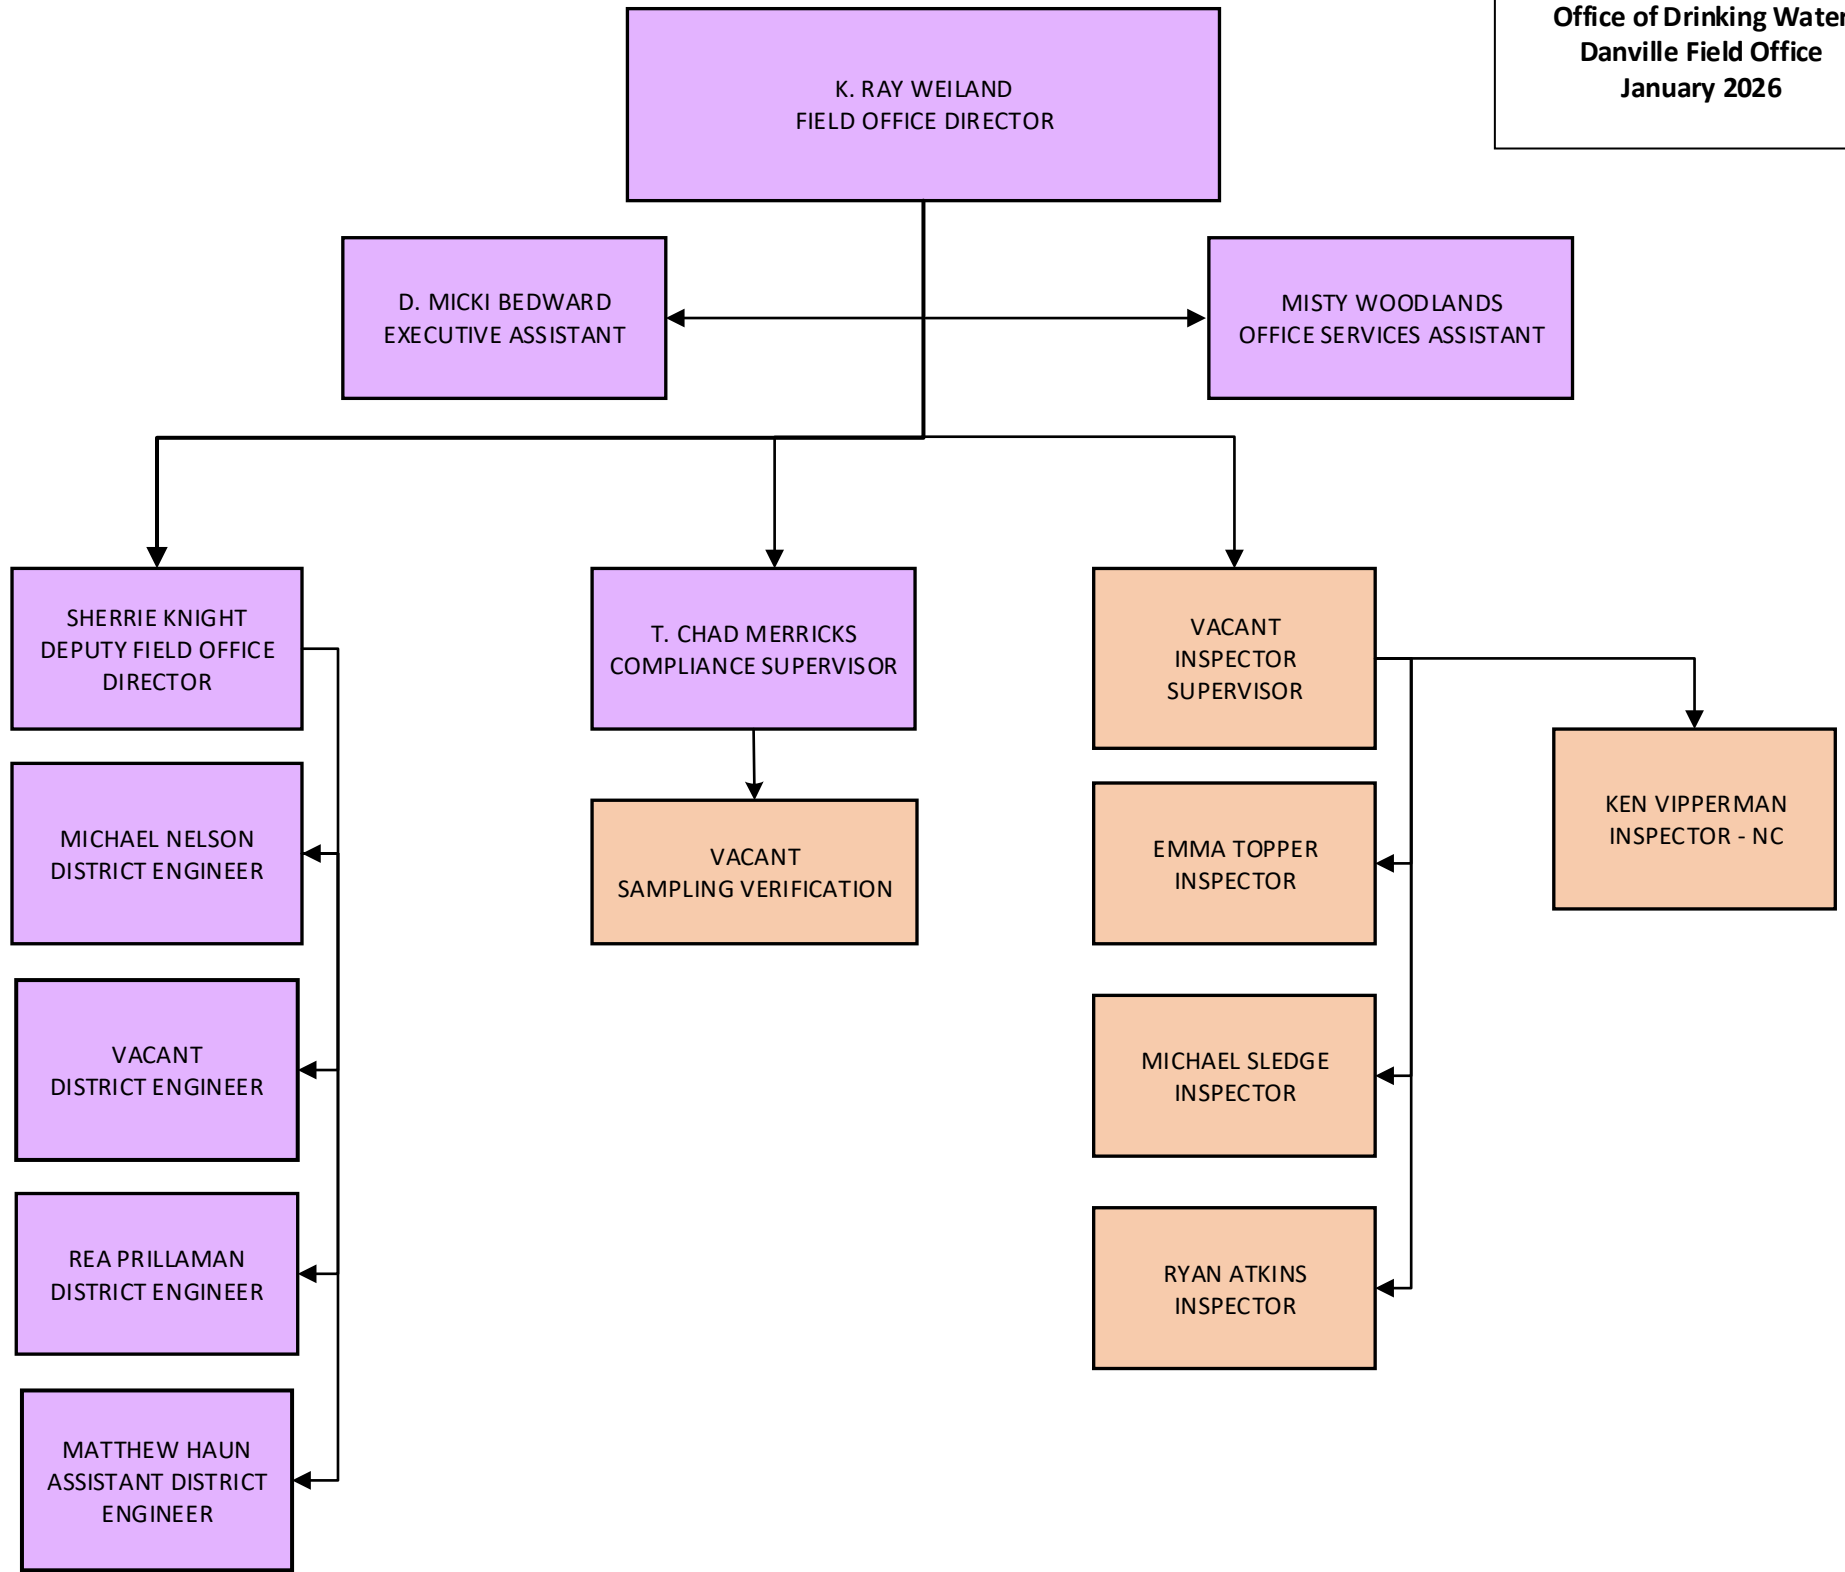 Office of Drinking Water
Danville Field Office
January 2026
K. RAY WEILAND
FIELD OFFICE DIRECTOR
D. MICKI BEDWARD
EXECUTIVE ASSISTANT
MISTY WOODLANDS
OFFICE SERVICES ASSISTANT
SHERRIE KNIGHT
DEPUTY FIELD OFFICE
DIRECTOR
T. CHAD MERRICKS
COMPLIANCE SUPERVISOR
VACANT
INSPECTOR
SUPERVISOR
MICHAEL NELSON
DISTRICT ENGINEER
VACANT
SAMPLING VERIFICATION
EMMA TOPPER
INSPECTOR
KEN VIPPERMAN
INSPECTOR - NC
VACANT
DISTRICT ENGINEER
MICHAEL SLEDGE
INSPECTOR
REA PRILLAMAN
DISTRICT ENGINEER
RYAN ATKINS
INSPECTOR
MATTHEW HAUN
ASSISTANT DISTRICT
ENGINEER